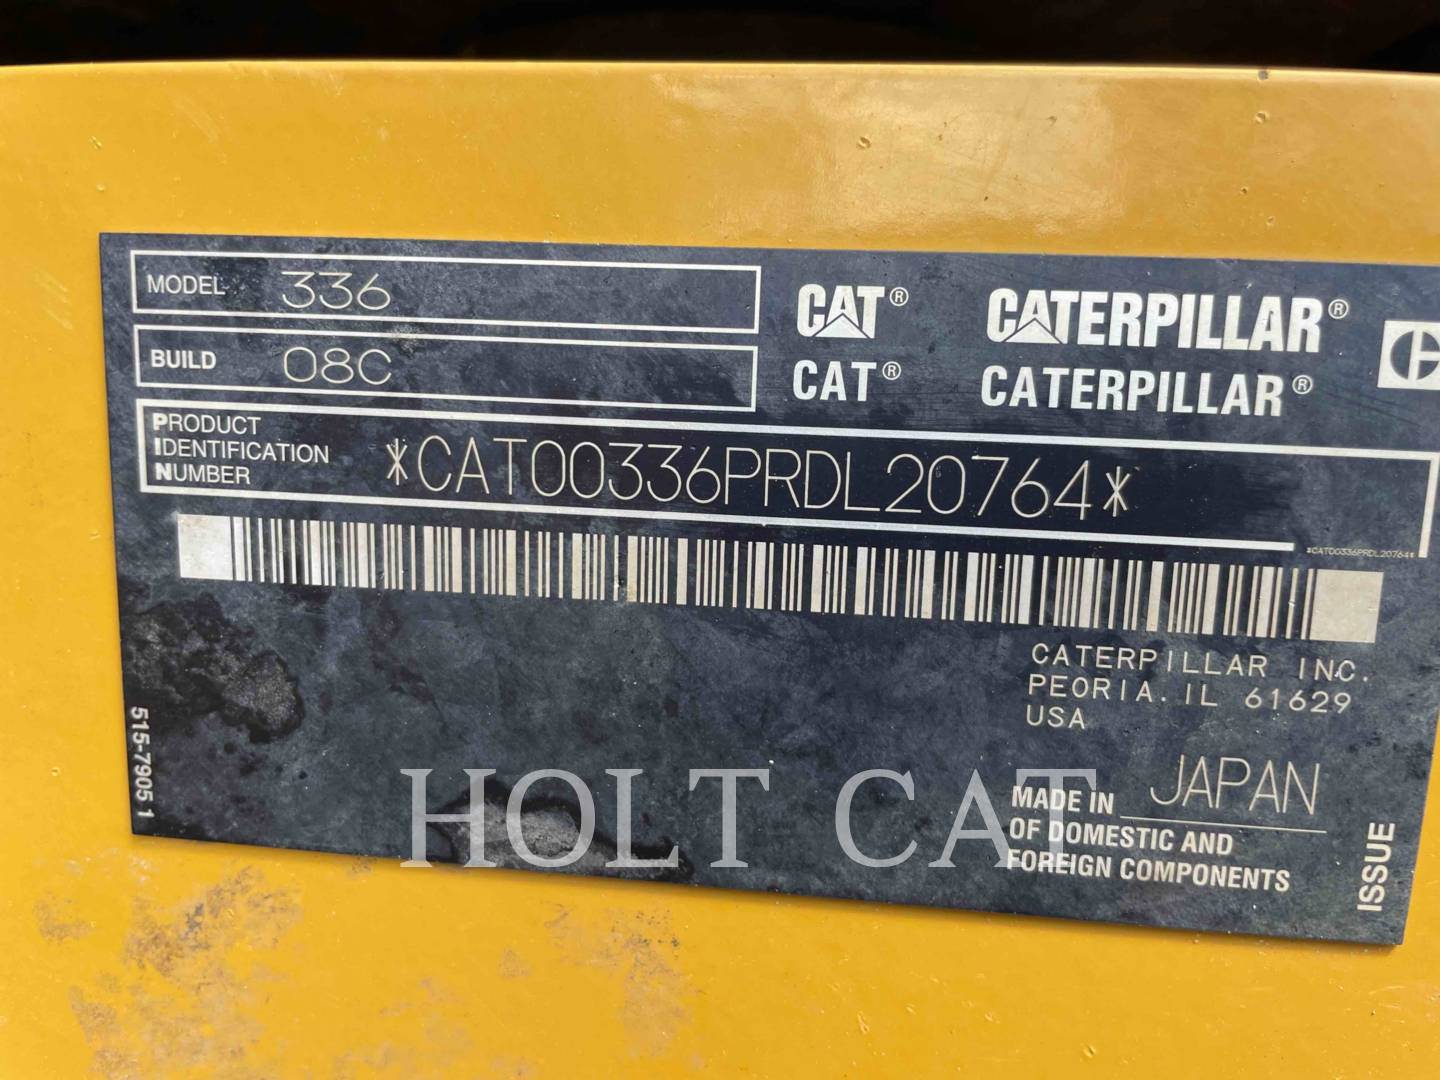 MODEL 336
BUILD 08C
CAT® CATERPILLAR®
CAT® CATERPILLAR®
PRODUCT
IDENTIFICATION
NUMBER
*CAT00336PRDL20764*
*CAT00336PRDL20764*
CATERPILLAR INC.
PEORIA. IL 61629
USA
MADE IN JAPAN
OF DOMESTIC AND
FOREIGN COMPONENTS
515-7905 1
ISSUE
HOLT CAT